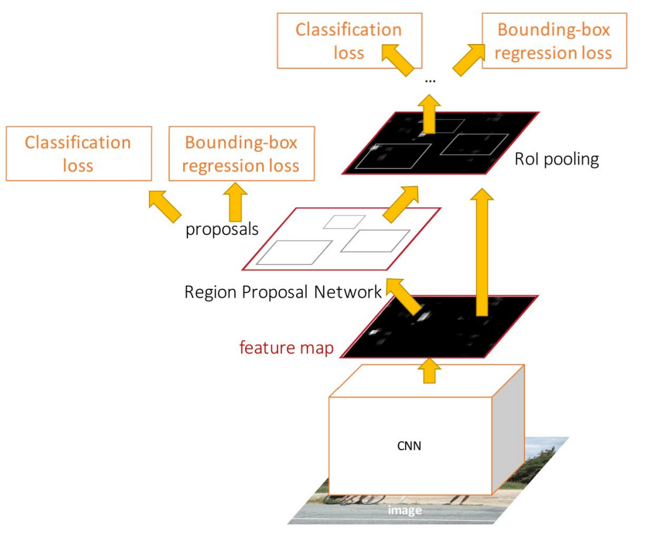 Classification
loss
Bounding-box
regression loss
...
Classification
loss
Bounding-box
regression loss
RoI pooling
proposals
Region Proposal Network
feature map
CNN
image